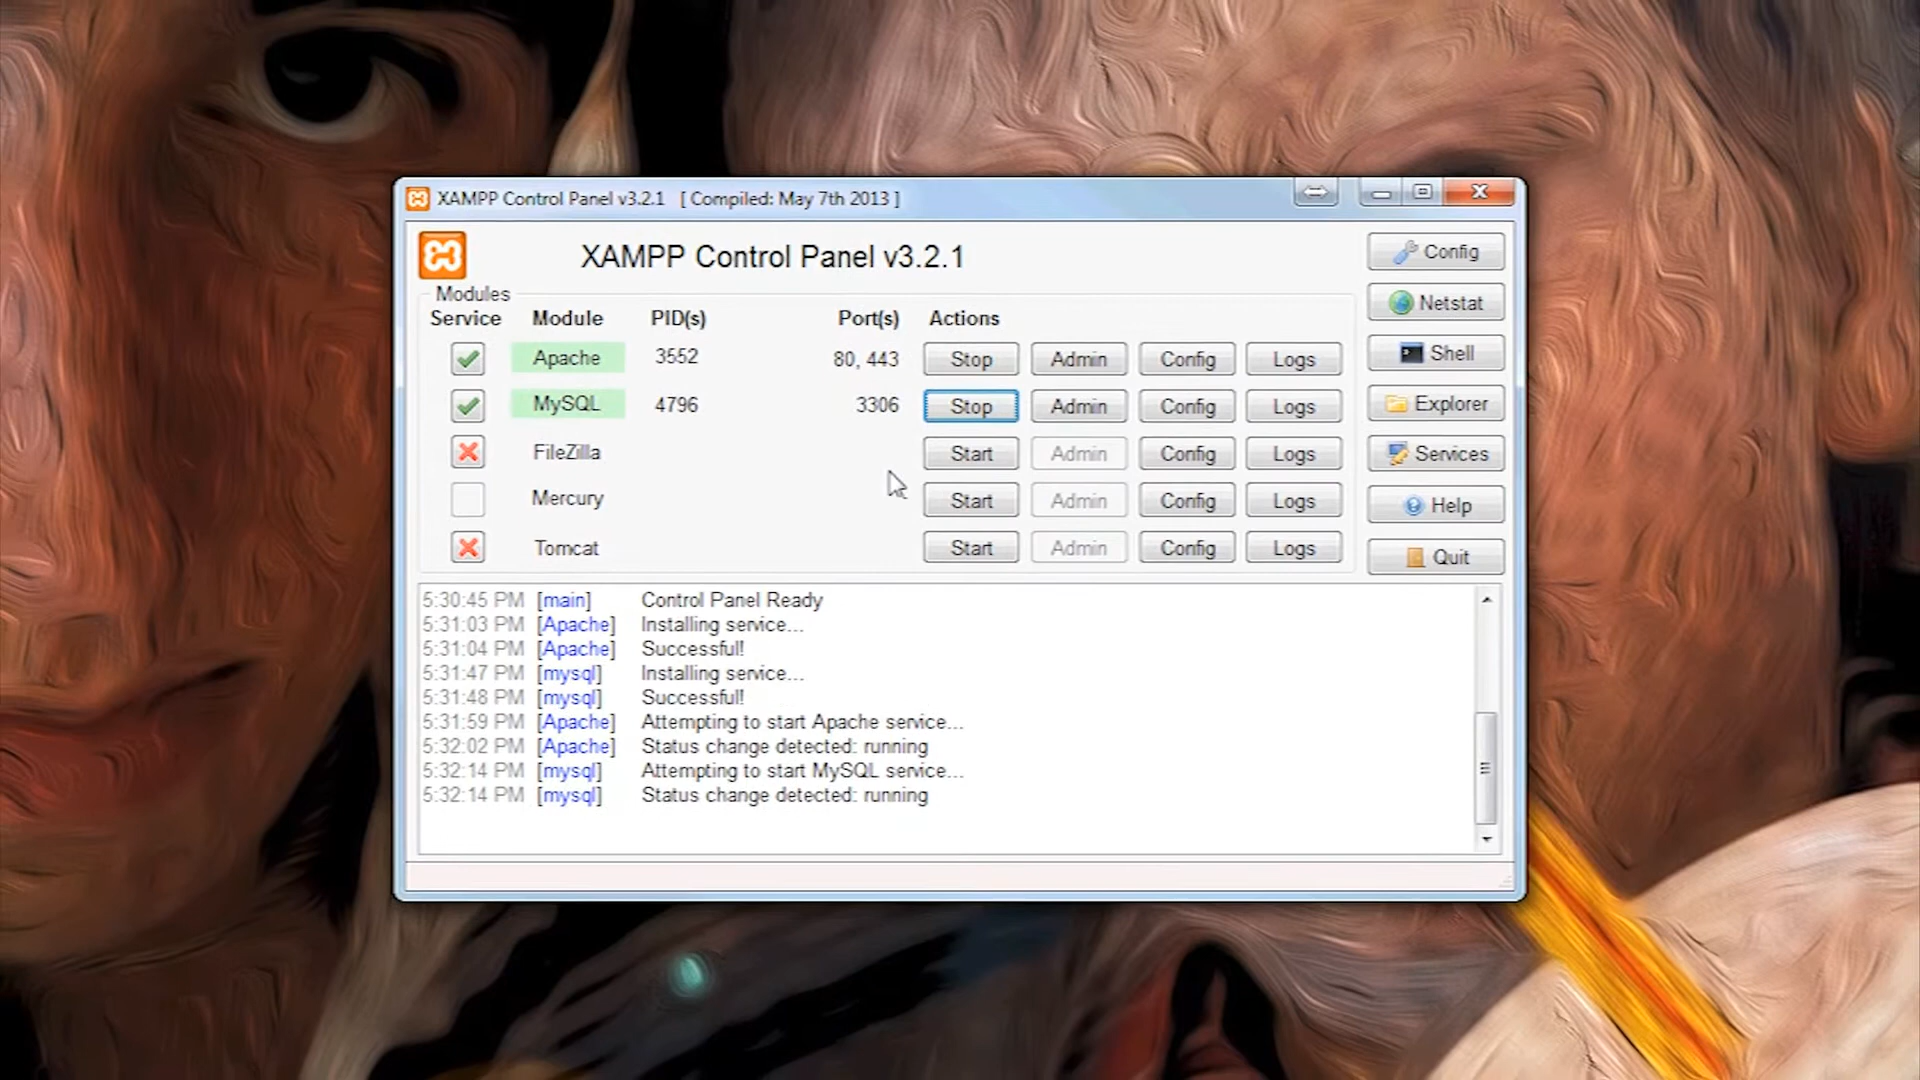 XAMPP Control Panel v3.2.1 [ Compiled: May 7th 2013 ]
XAMPP Control Panel v3.2.1
Config
Modules
Service Module PID(s) Port(s) Actions
Netstat
Apache 3552 80, 443 Stop Admin Config Logs
Shell
MySQL 4796 3306 Stop Admin Config Logs
Explorer
FileZilla Start Admin Config Logs
Services
Mercury Start Admin Config Logs
Help
Tomcat Start Admin Config Logs
Quit
5:30:45 PM [main] Control Panel Ready
5:31:03 PM [Apache] Installing service...
5:31:04 PM [Apache] Successful!
5:31:47 PM [mysql] Installing service...
5:31:48 PM [mysql] Successful!
5:31:59 PM [Apache] Attempting to start Apache service...
5:32:02 PM [Apache] Status change detected: running
5:32:14 PM [mysql] Attempting to start MySQL service...
5:32:14 PM [mysql] Status change detected: running